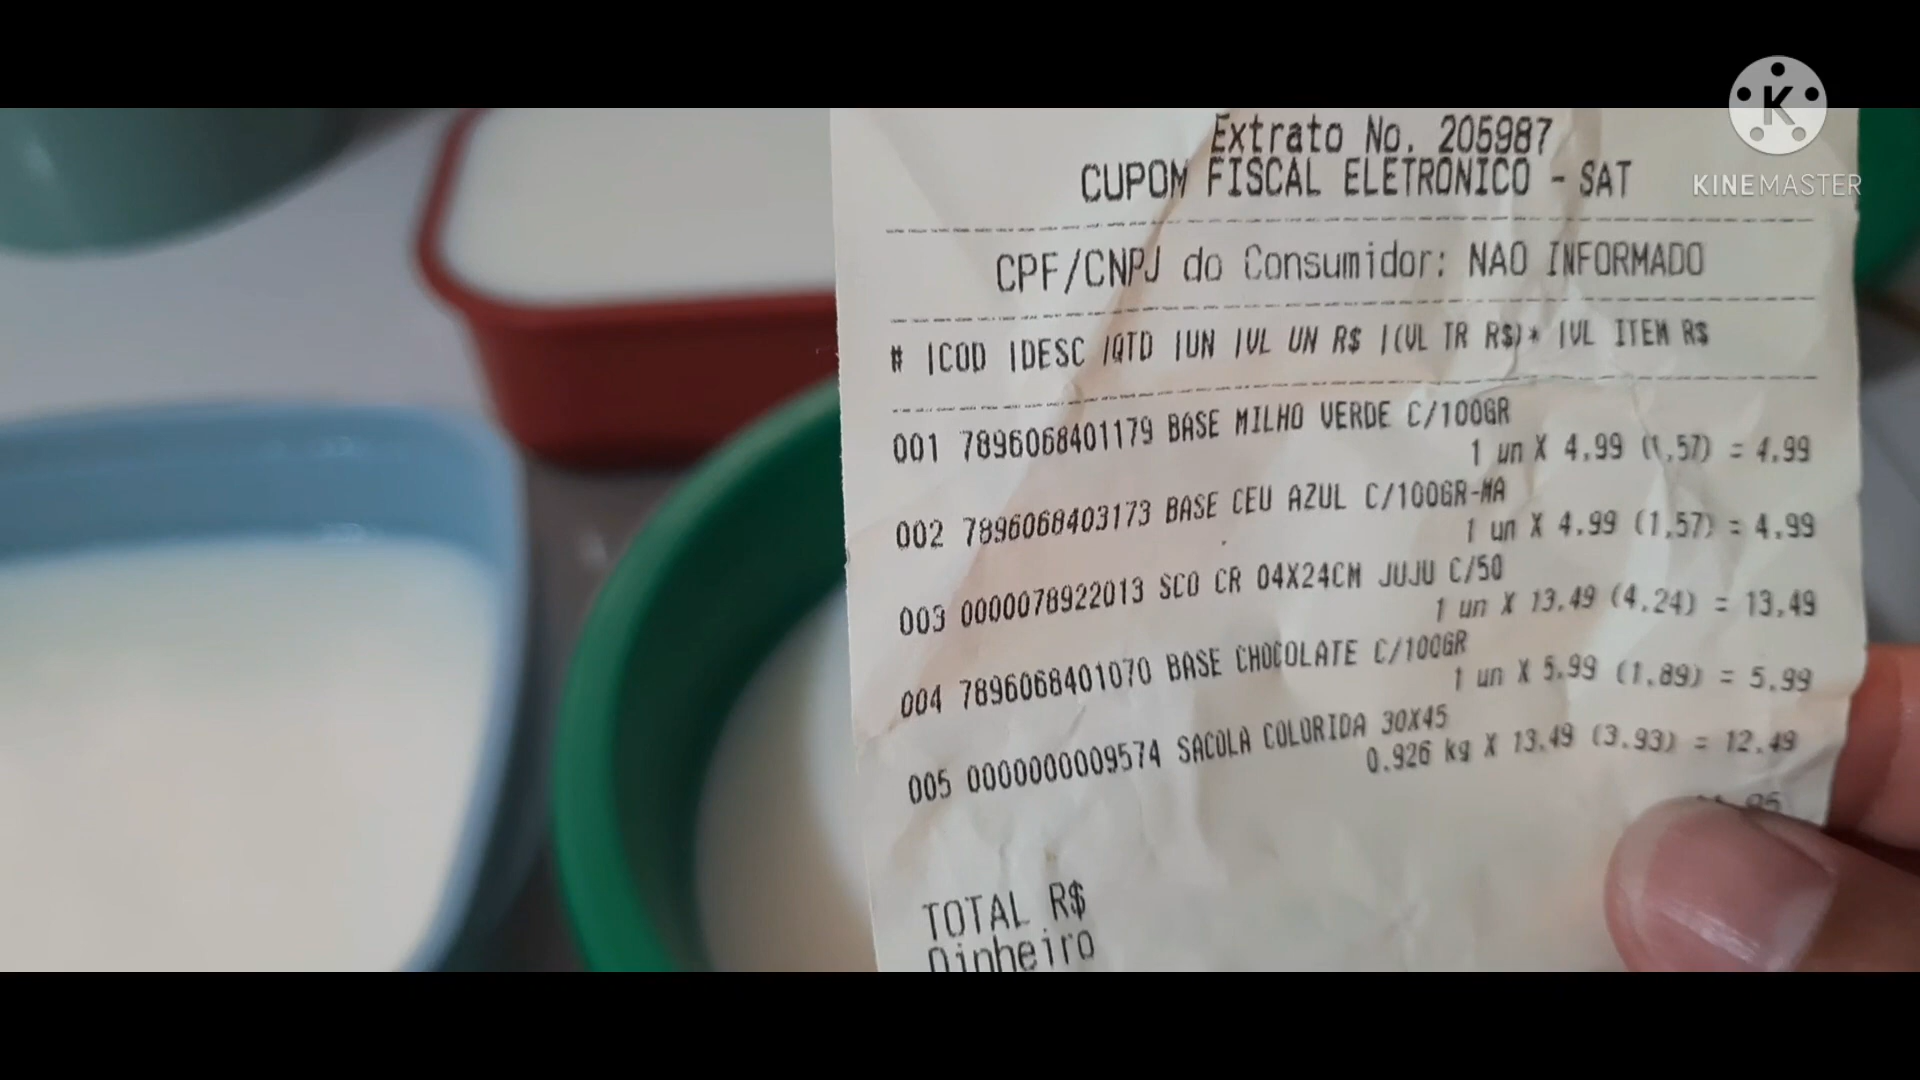 KINEMASTER
Extrato No. 205987
CUPOM FISCAL ELETRONICO - SAT
CPF/CNPJ do Consumidor: NAO INFORMADO
# |COD |DESC |QTD |UN |VL UN R$ |(VL TR R$)* |VL ITEM R$
001 7896068401179 BASE MILHO VERDE C/100GR
1 un X 4,99 (1,57) = 4,99
002 7896068403173 BASE CEU AZUL C/100GR-MA
1 un X 4,99 (1,57) = 4,99
003 0000078922013 SCO CR 04X24CM JUJU C/50
1 un X 13,49 (4,24) = 13,49
004 7896068401070 BASE CHOCOLATE C/100GR
1 un X 5,99 (1,89) = 5,99
005 0000000009574 SACOLA COLORIDA 30X45
0,926 kg X 13,49 (3,93) = 12,49
TOTAL R$
Dinheiro